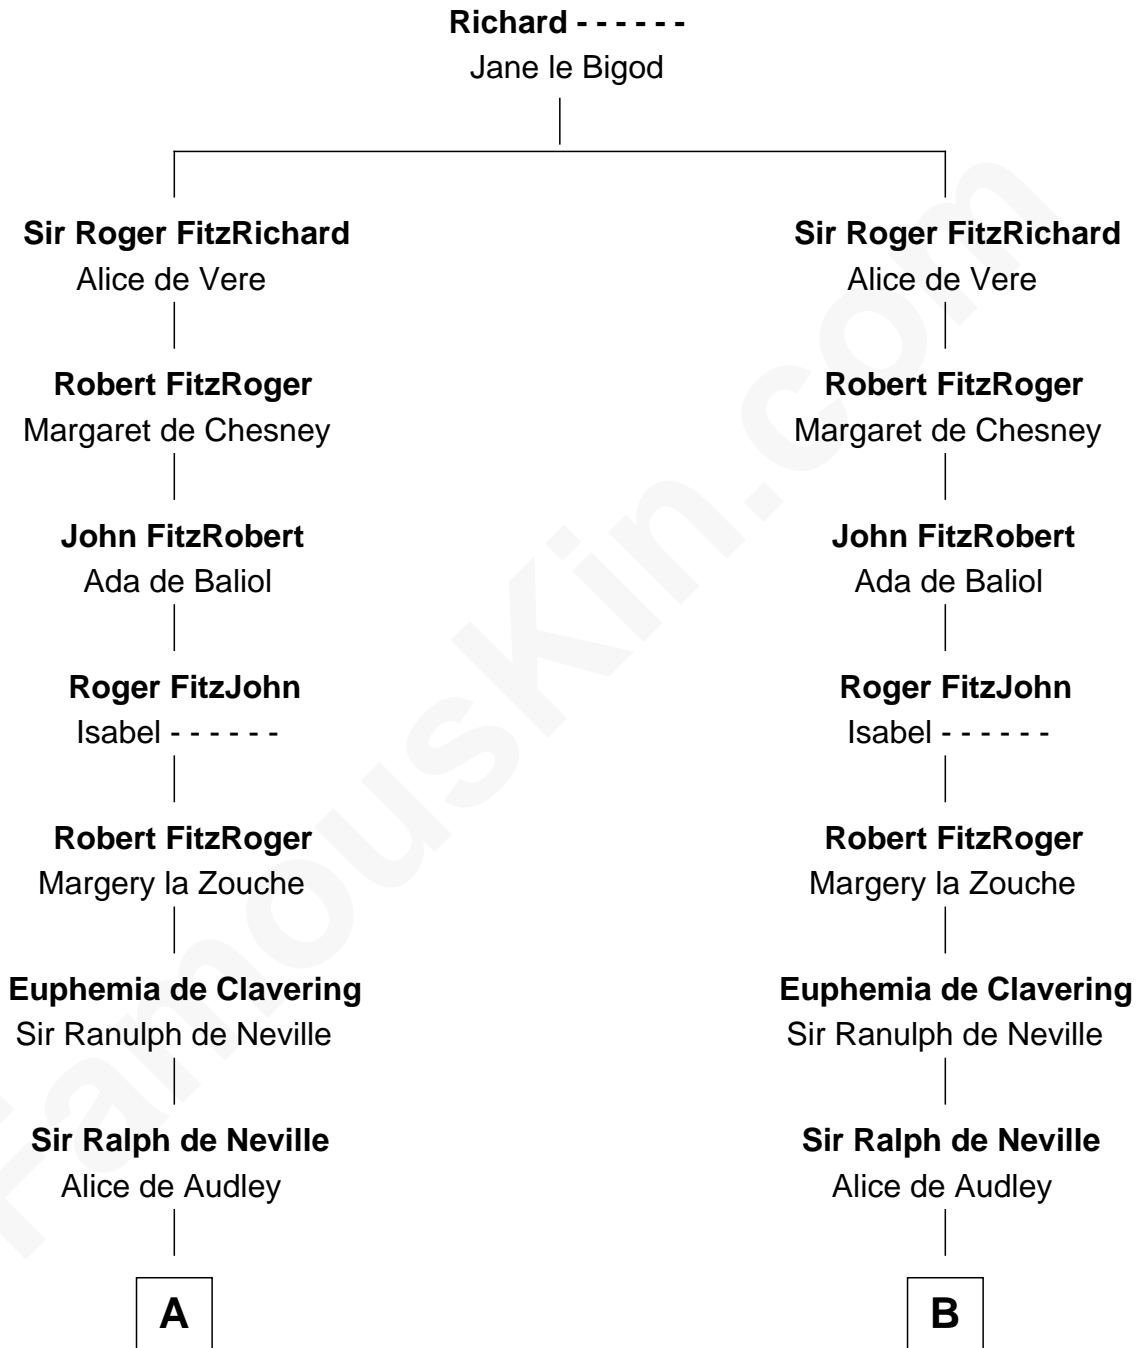 Richard - - - - - -
Jane le Bigod
Sir Roger FitzRichard
Alice de Vere
Sir Roger FitzRichard
Alice de Vere
Robert FitzRoger
Margaret de Chesney
Robert FitzRoger
Margaret de Chesney
John FitzRobert
Ada de Baliol
John FitzRobert
Ada de Baliol
Roger FitzJohn
Isabel - - - - - -
Roger FitzJohn
Isabel - - - - - -
Robert FitzRoger
Margery la Zouche
Robert FitzRoger
Margery la Zouche
Euphemia de Clavering
Sir Ranulph de Neville
Euphemia de Clavering
Sir Ranulph de Neville
Sir Ralph de Neville
Alice de Audley
Sir Ralph de Neville
Alice de Audley
A
B
FamousKin.com